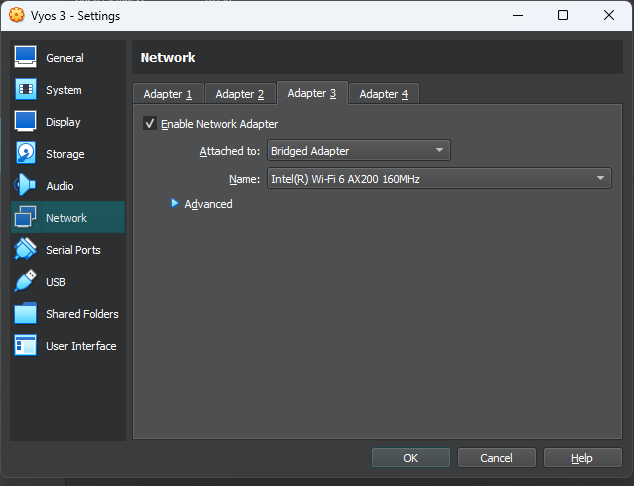 Vyos 3 - Settings
General
System
Display
Storage
Audio
Network
Serial Ports
USB
Shared Folders
User Interface
Network
Adapter 1
Adapter 2
Adapter 3
Adapter 4
Enable Network Adapter
Attached to: Bridged Adapter
Name: Intel(R) Wi-Fi 6 AX200 160MHz
Advanced
OK
Cancel
Help